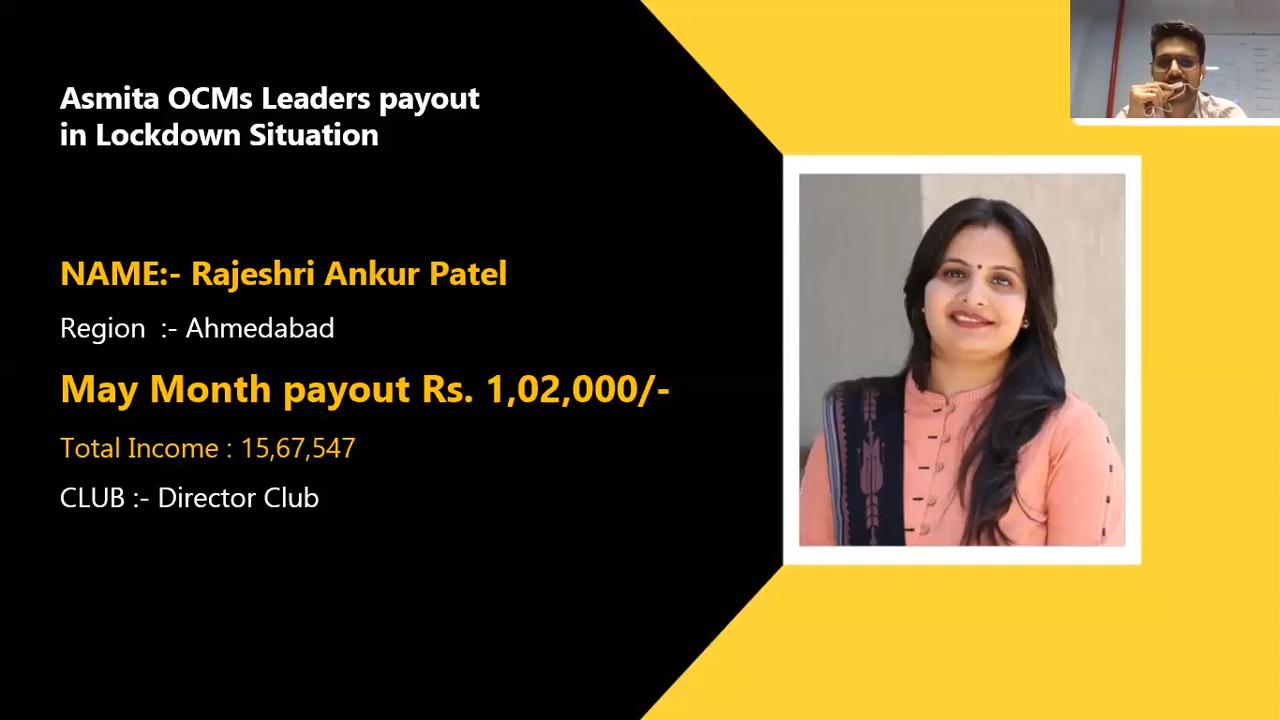 Asmita OCMs Leaders payout
in Lockdown Situation
NAME:- Rajeshri Ankur Patel
Region :- Ahmedabad
May Month payout Rs. 1,02,000/-
Total Income : 15,67,547
CLUB :- Director Club